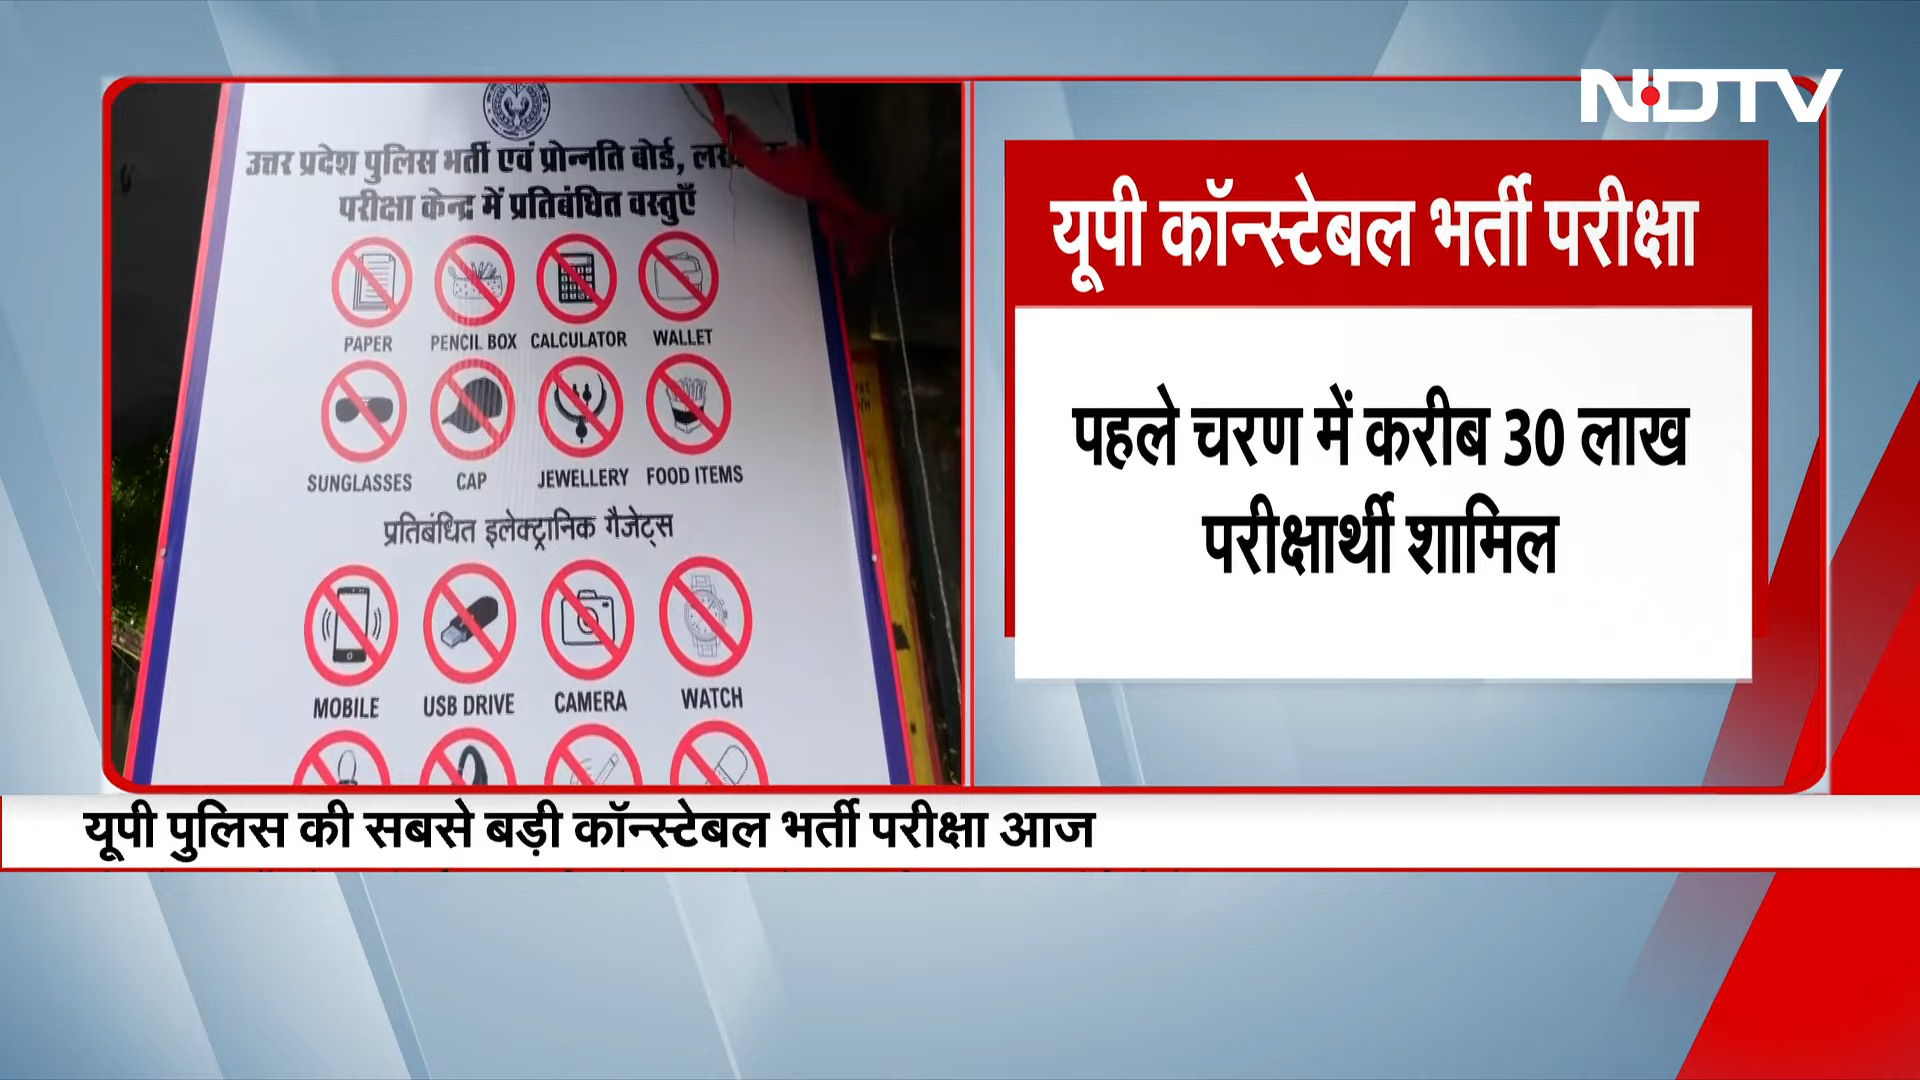 NDTV
उत्तर प्रदेश पुलिस भर्ती एवं प्रोन्नति बोर्ड,
परीक्षा केन्द्र में प्रतिबंधित वस्तुएँ
PAPER PENCIL BOX CALCULATOR WALLET
SUNGLASSES CAP JEWELLERY FOOD ITEMS
प्रतिबंधित इलेक्ट्रानिक गैजेट्स
MOBILE USB DRIVE CAMERA WATCH
यूपी कॉन्स्टेबल भर्ती परीक्षा
पहले चरण में करीब 30 लाख
परीक्षार्थी शामिल
यूपी पुलिस की सबसे बड़ी कॉन्स्टेबल भर्ती परीक्षा आज